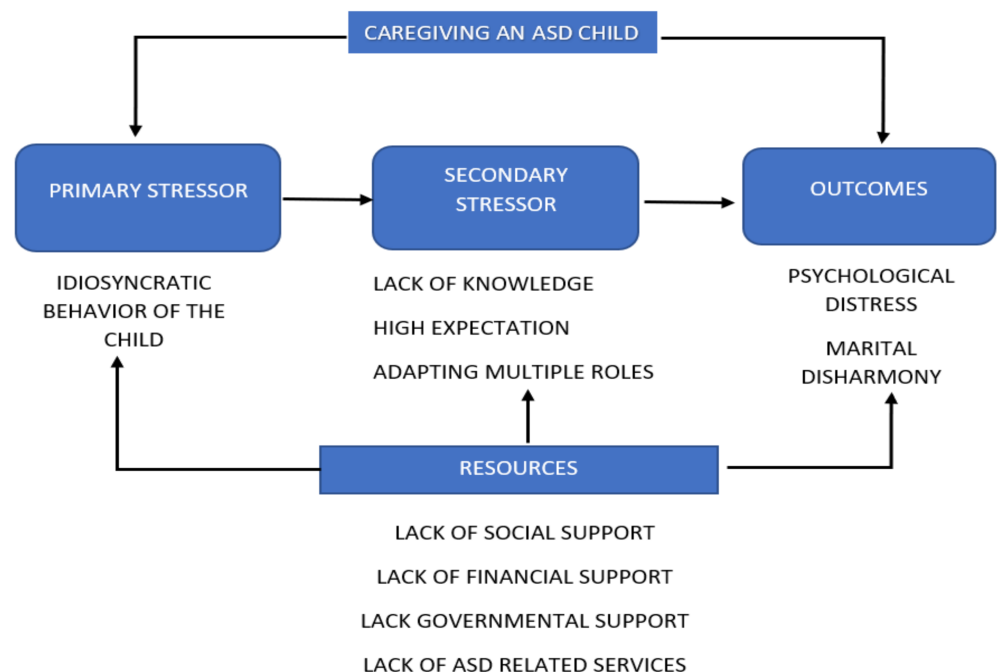 CAREGIVING AN ASD CHILD
PRIMARY STRESSOR
SECONDARY
STRESSOR
OUTCOMES
IDIOSYNCRATIC
BEHAVIOR OF THE
CHILD
LACK OF KNOWLEDGE
HIGH EXPECTATION
ADAPTING MULTIPLE ROLES
PSYCHOLOGICAL
DISTRESS
MARITAL
DISHARMONY
RESOURCES
LACK OF SOCIAL SUPPORT
LACK OF FINANCIAL SUPPORT
LACK GOVERNMENTAL SUPPORT
LACK OF ASD RELATED SERVICES